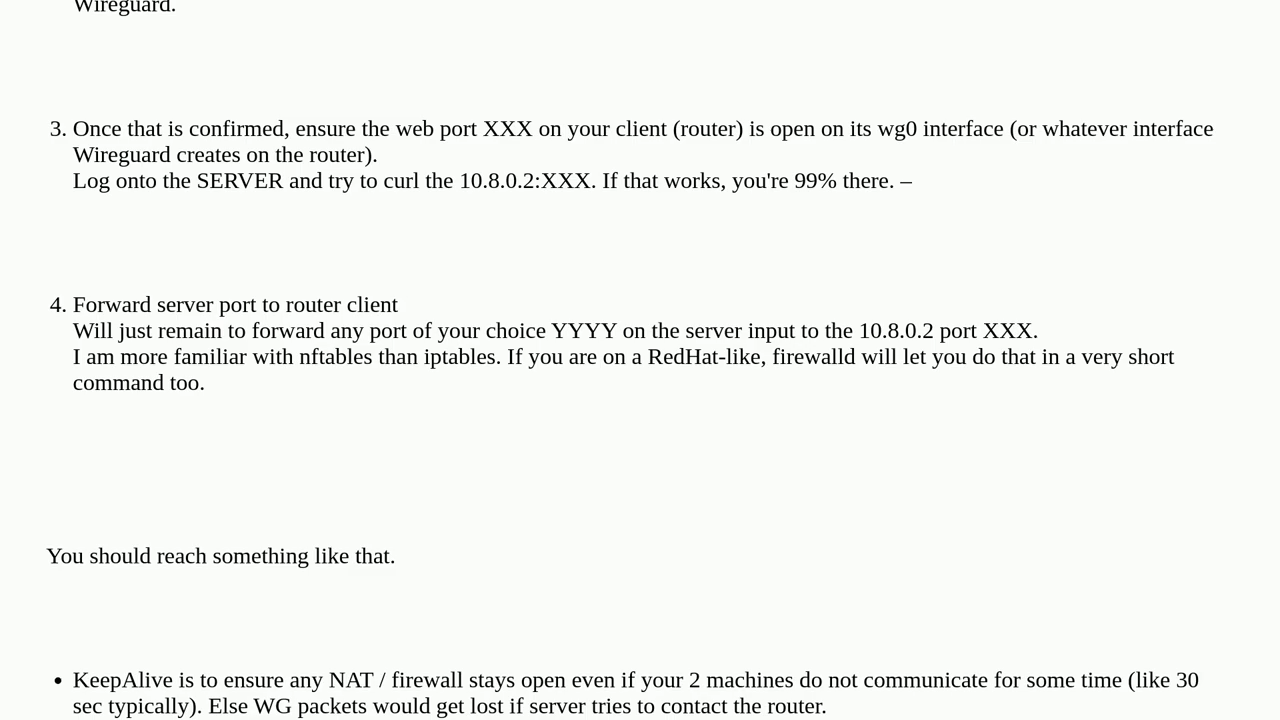 Wireguard.
3. Once that is confirmed, ensure the web port XXX on your client (router) is open on its wg0 interface (or whatever interface
Wireguard creates on the router).
Log onto the SERVER and try to curl the 10.8.0.2:XXX. If that works, you're 99% there. –
4. Forward server port to router client
Will just remain to forward any port of your choice YYYY on the server input to the 10.8.0.2 port XXX.
I am more familiar with nftables than iptables. If you are on a RedHat-like, firewalld will let you do that in a very short
command too.
You should reach something like that.
• KeepAlive is to ensure any NAT / firewall stays open even if your 2 machines do not communicate for some time (like 30
sec typically). Else WG packets would get lost if server tries to contact the router.